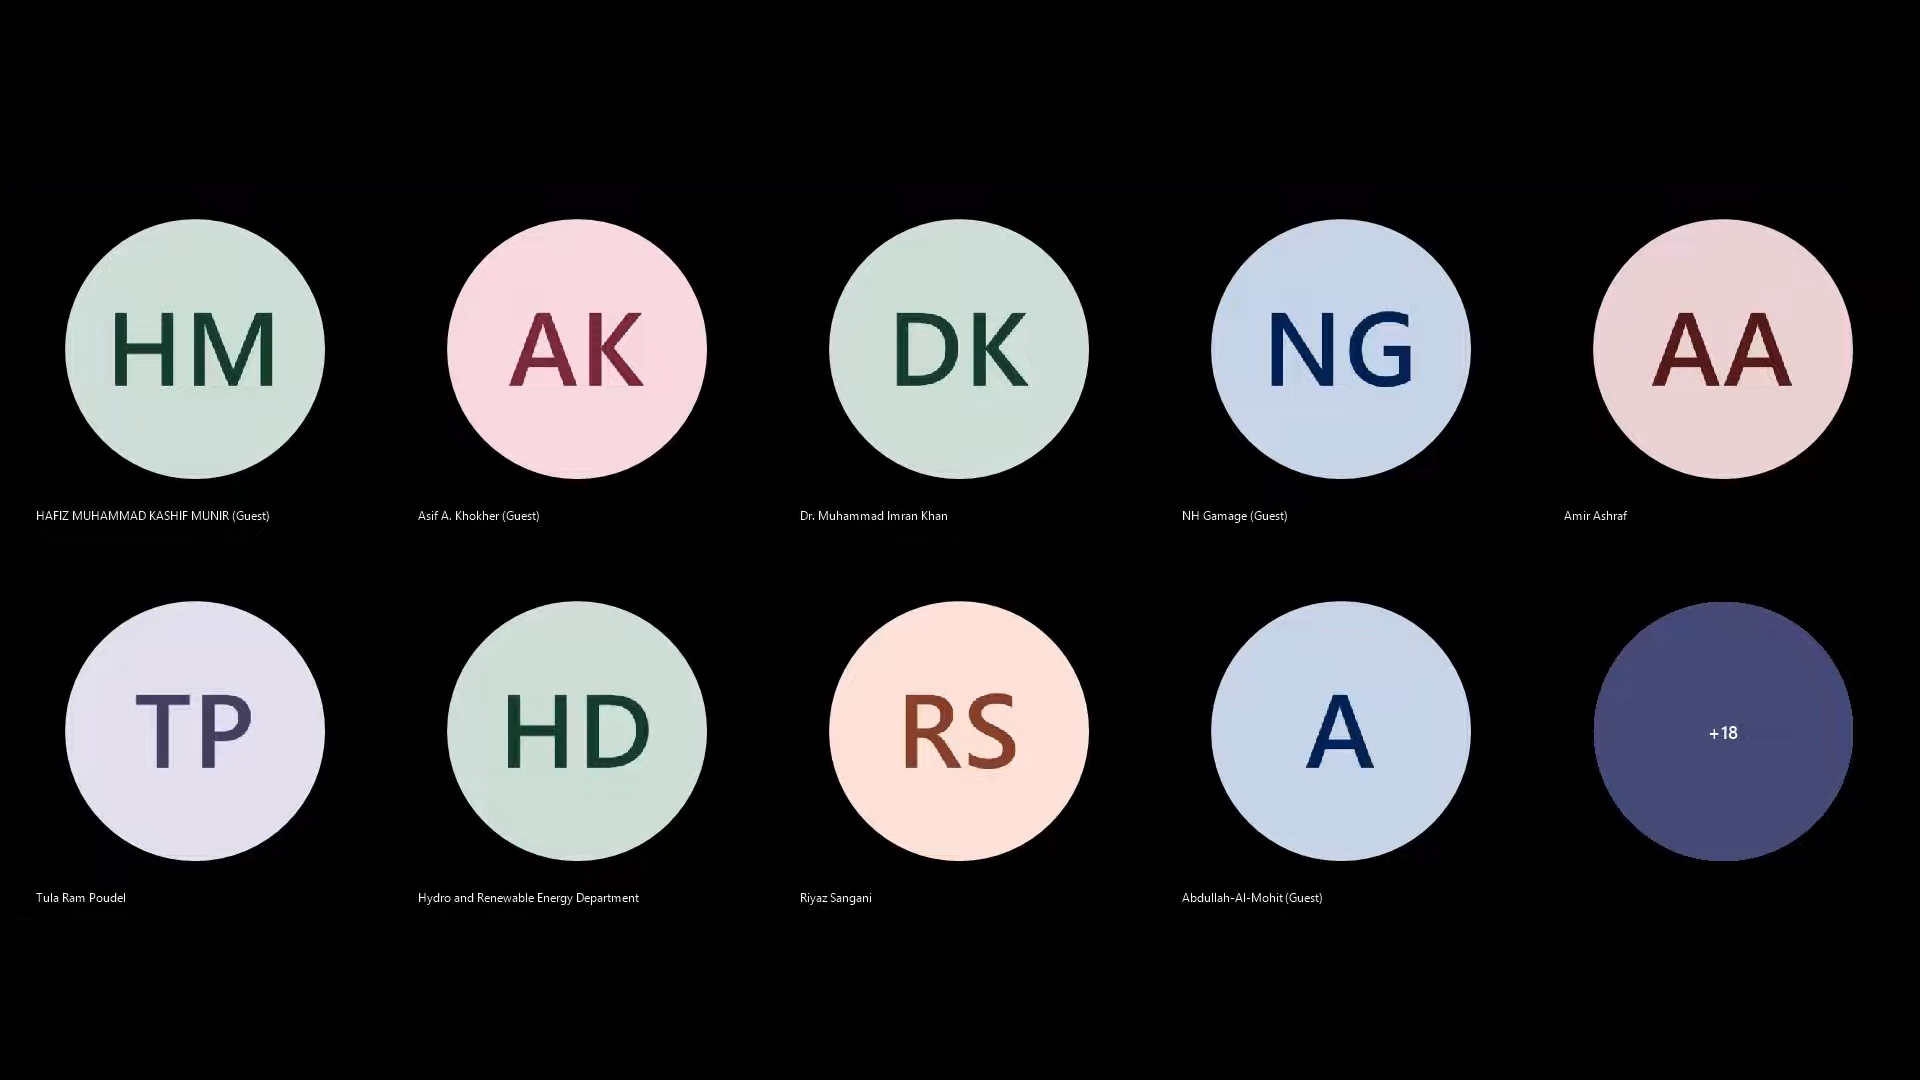 HM
AK
DK
NG
AA
HAFIZ MUHAMMAD KASHIF MUNIR (Guest)
Asif A. Khokher (Guest)
Dr. Muhammad Imran Khan
NH Gamage (Guest)
Amir Ashraf
TP
HD
RS
A
+18
Tula Ram Poudel
Hydro and Renewable Energy Department
Riyaz Sangani
Abdullah-Al-Mohit (Guest)